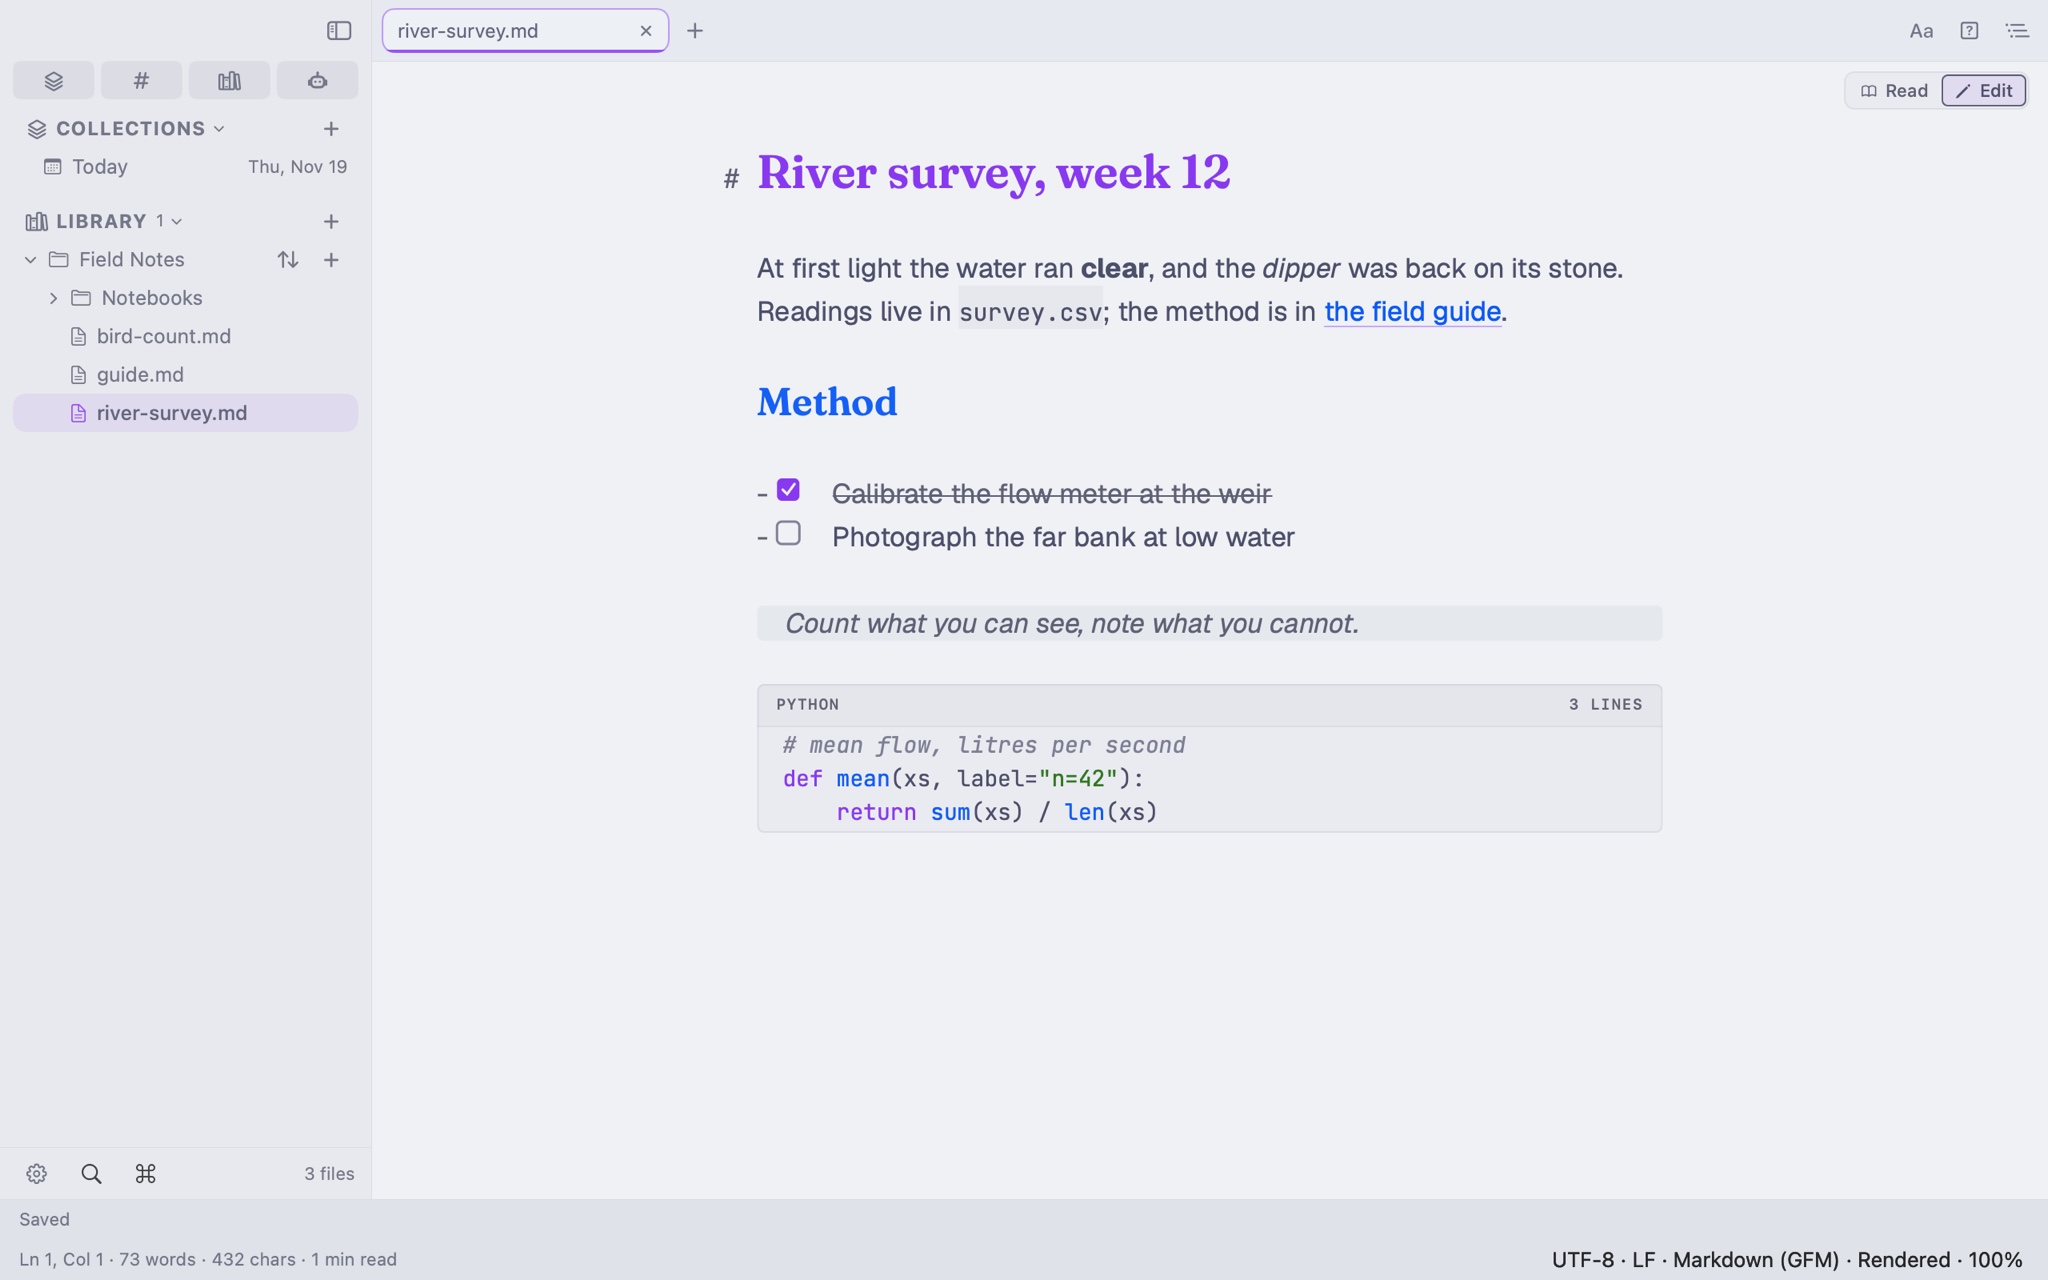 river-survey.md
Aa
Read
Edit
COLLECTIONS
Today
Thu, Nov 19
LIBRARY 1
Field Notes
Notebooks
bird-count.md
guide.md
river-survey.md
# River survey, week 12
At first light the water ran clear, and the dipper was back on its stone.
Readings live in survey.csv; the method is in the field guide.
Method
- Calibrate the flow meter at the weir
- Photograph the far bank at low water
Count what you can see, note what you cannot.
PYTHON
3 LINES
# mean flow, litres per second
def mean(xs, label="n=42"):
    return sum(xs) / len(xs)
3 files
Saved
Ln 1, Col 1 · 73 words · 432 chars · 1 min read
UTF-8 · LF · Markdown (GFM) · Rendered · 100%